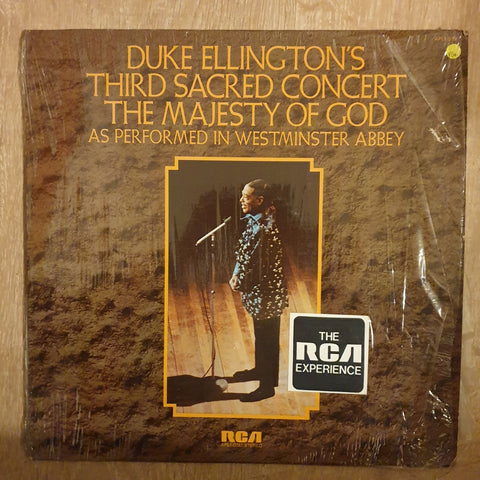 DUKE ELLINGTON'S
THIRD SACRED CONCERT
THE MAJESTY OF GOD
AS PERFORMED IN WESTMINSTER ABBEY
THE
RCA
EXPERIENCE
RCA